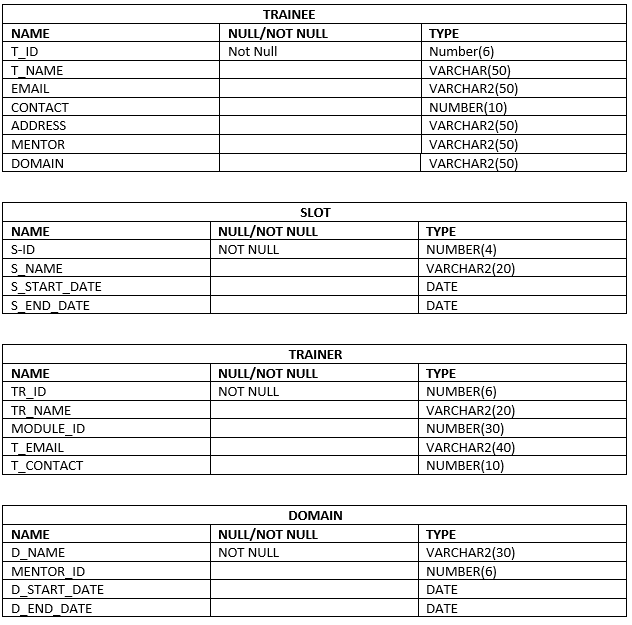 TRAINEE
NAME NULL/NOT NULL TYPE
T_ID Not Null Number(6)
T_NAME VARCHAR(50)
EMAIL VARCHAR2(50)
CONTACT NUMBER(10)
ADDRESS VARCHAR2(50)
MENTOR VARCHAR2(50)
DOMAIN VARCHAR2(50)
SLOT
NAME NULL/NOT NULL TYPE
S-ID NOT NULL NUMBER(4)
S_NAME VARCHAR2(20)
S_START_DATE DATE
S_END_DATE DATE
TRAINER
NAME NULL/NOT NULL TYPE
TR_ID NOT NULL NUMBER(6)
TR_NAME VARCHAR2(20)
MODULE_ID NUMBER(30)
T_EMAIL VARCHAR2(40)
T_CONTACT NUMBER(10)
DOMAIN
NAME NULL/NOT NULL TYPE
D_NAME NOT NULL VARCHAR2(30)
MENTOR_ID NUMBER(6)
D_START_DATE DATE
D_END_DATE DATE